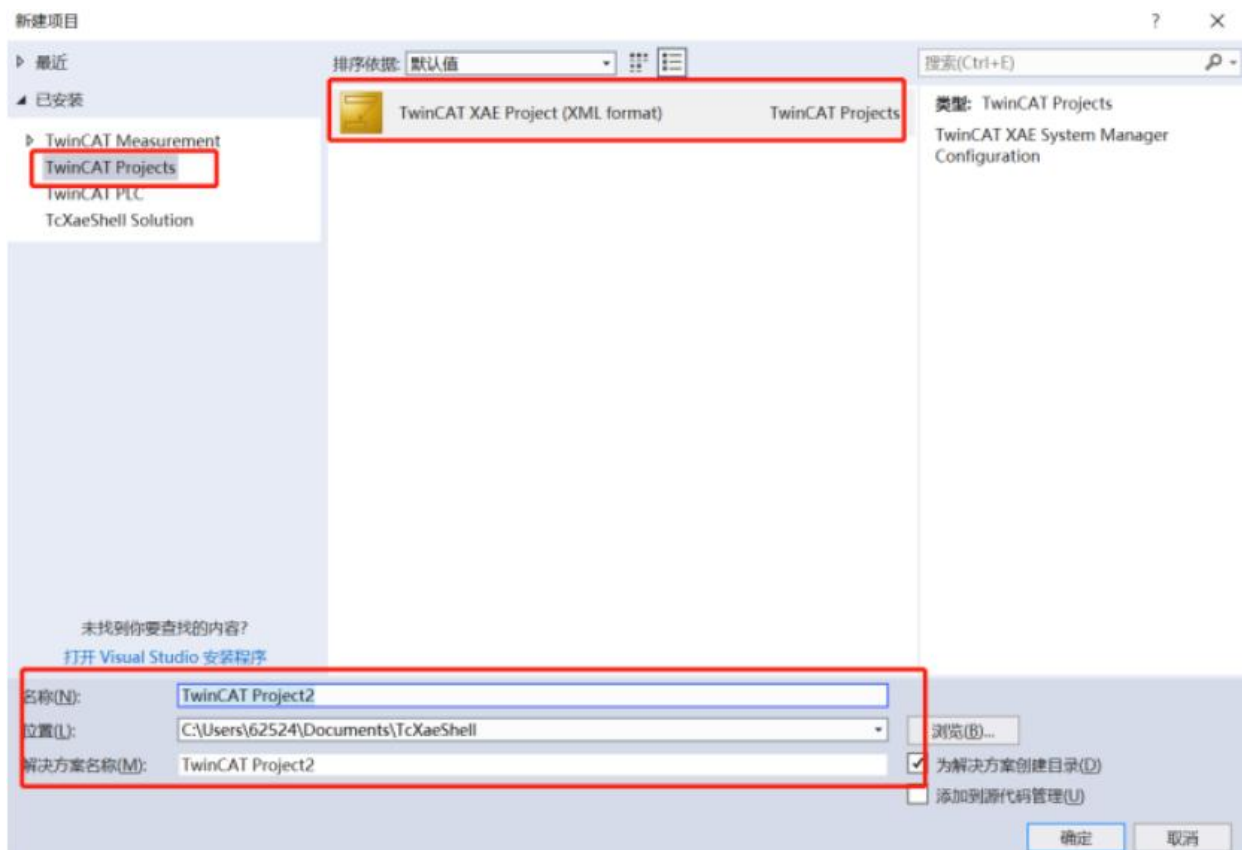 新建项目
最近
已安装
TwinCAT Measurement
TwinCAT Projects
TwinCAT PLC
TcXaeShell Solution
未找到你要查找的内容?
打开 Visual Studio 安装程序
排序依据: 默认值
TwinCAT XAE Project (XML format) TwinCAT Projects
搜索(Ctrl+E)
类型: TwinCAT Projects
TwinCAT XAE System Manager
Configuration
名称(N): TwinCAT Project2
位置(L): C:\Users\62524\Documents\TcXaeShell
浏览(B)...
解决方案名称(M): TwinCAT Project2
为解决方案创建目录(D)
添加到源代码管理(U)
确定 取消